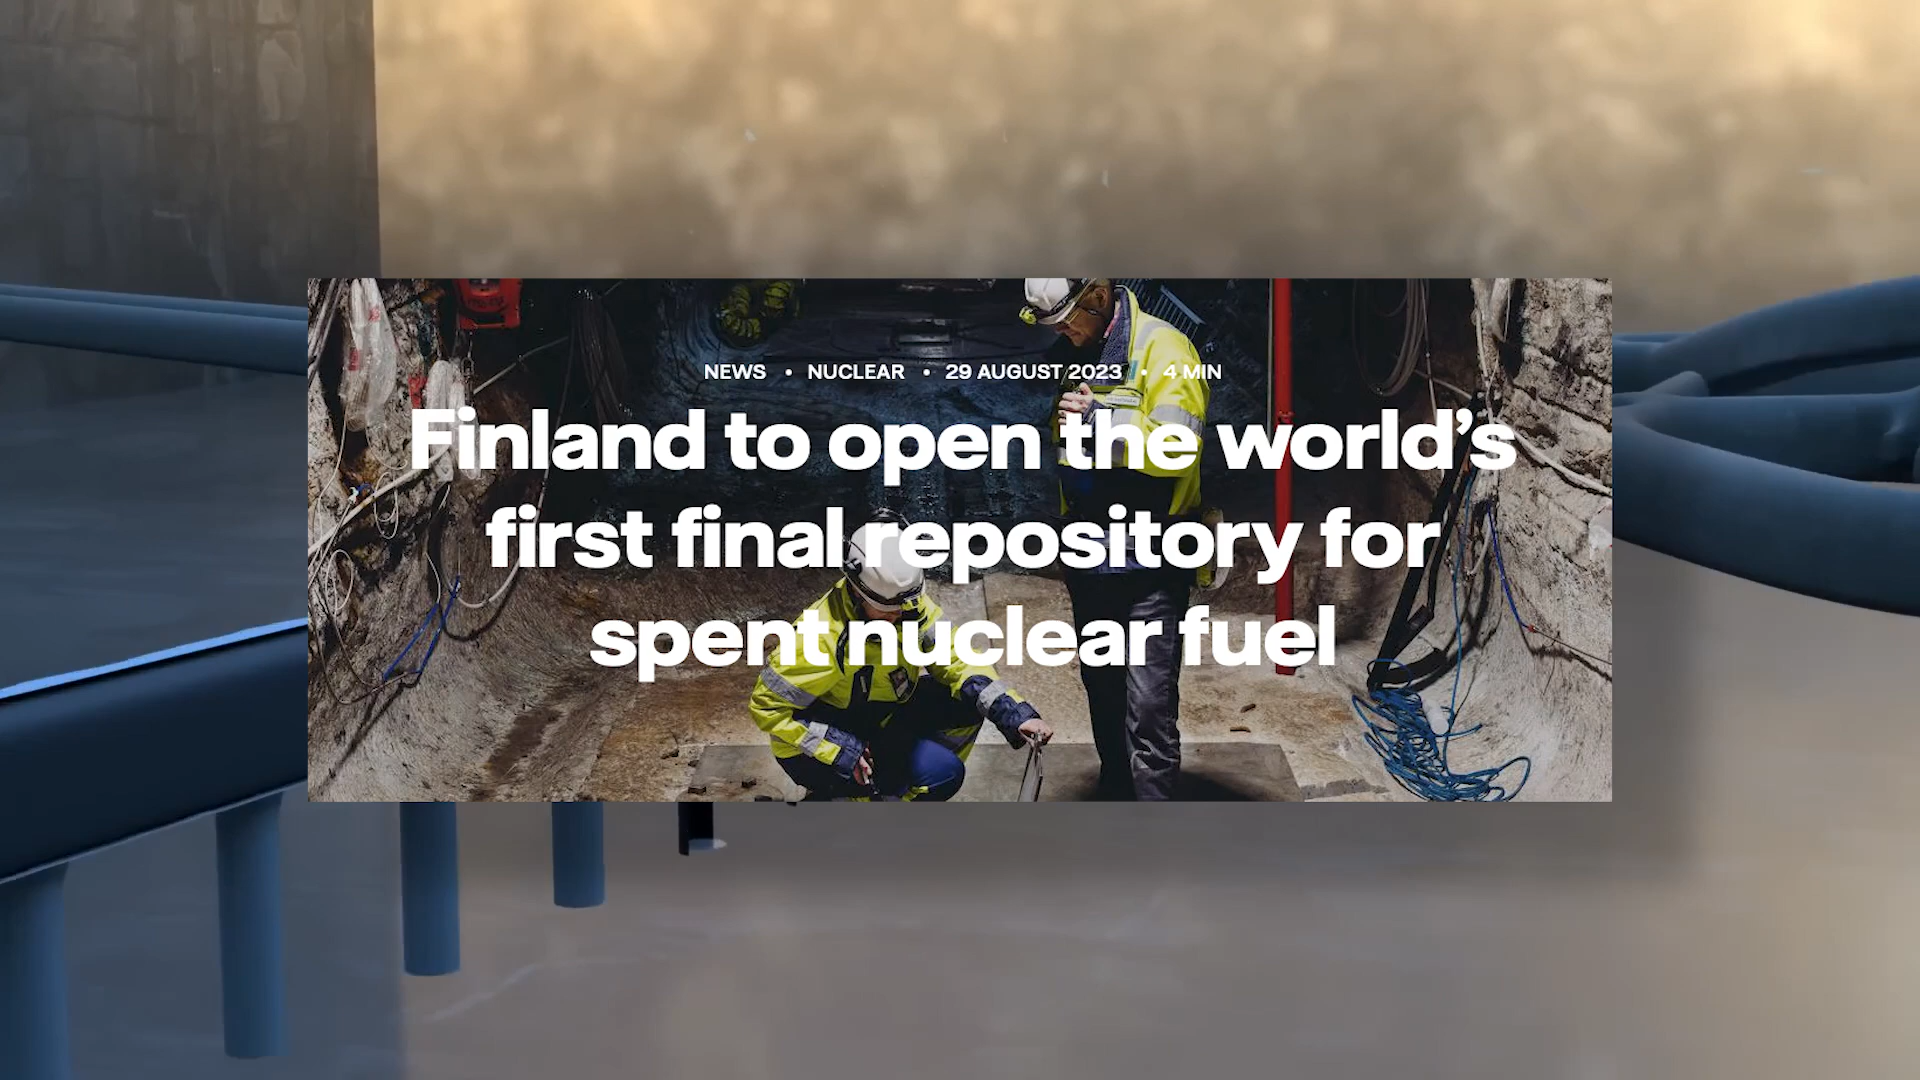 NEWS • NUCLEAR • 29 AUGUST 2023 • 4 MIN
Finland to open the world’s
first final repository for
spent nuclear fuel